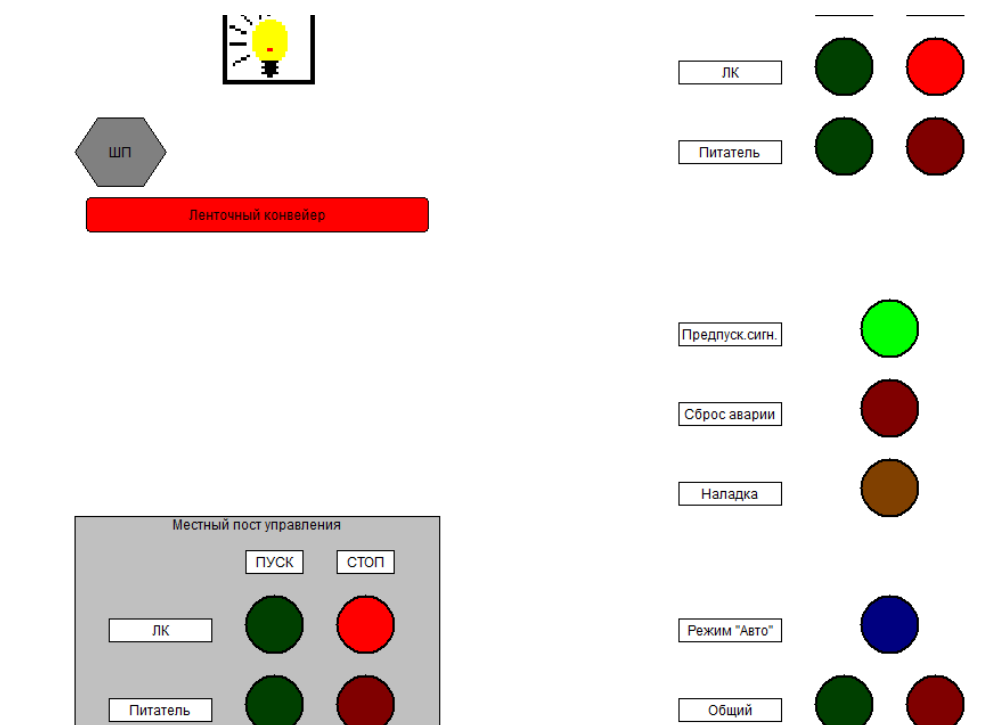 ЛК
ШП
Питатель
Ленточный конвейер
Предпуск.сигн.
Сброс аварии
Наладка
Местный пост управления
ПУСК СТОП
ЛК
Режим "Авто"
Питатель
Общий